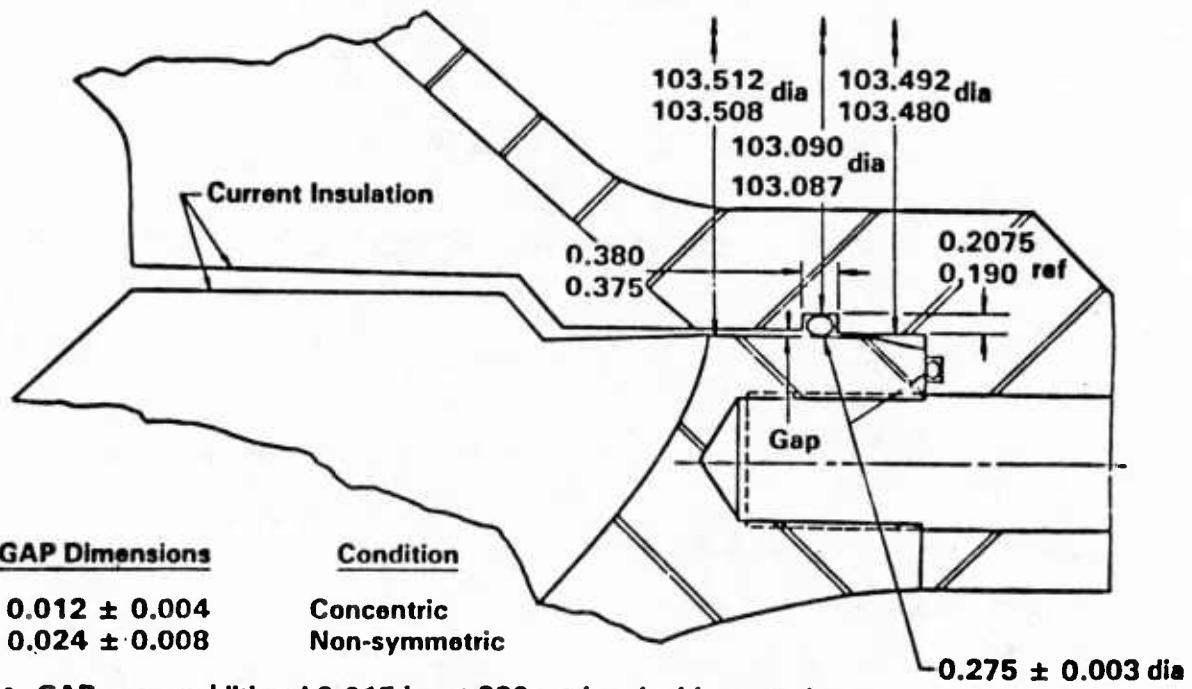 103.512 dia
103.508
103.492 dia
103.480
103.090 dia
103.087
Current Insulation
0.380
0.375
0.2075
0.190 ref
Gap
GAP Dimensions
Condition
0.012 ± 0.004
Concentric
0.024 ± 0.008
Non-symmetric
0.275 ± 0.003 dia
GAP